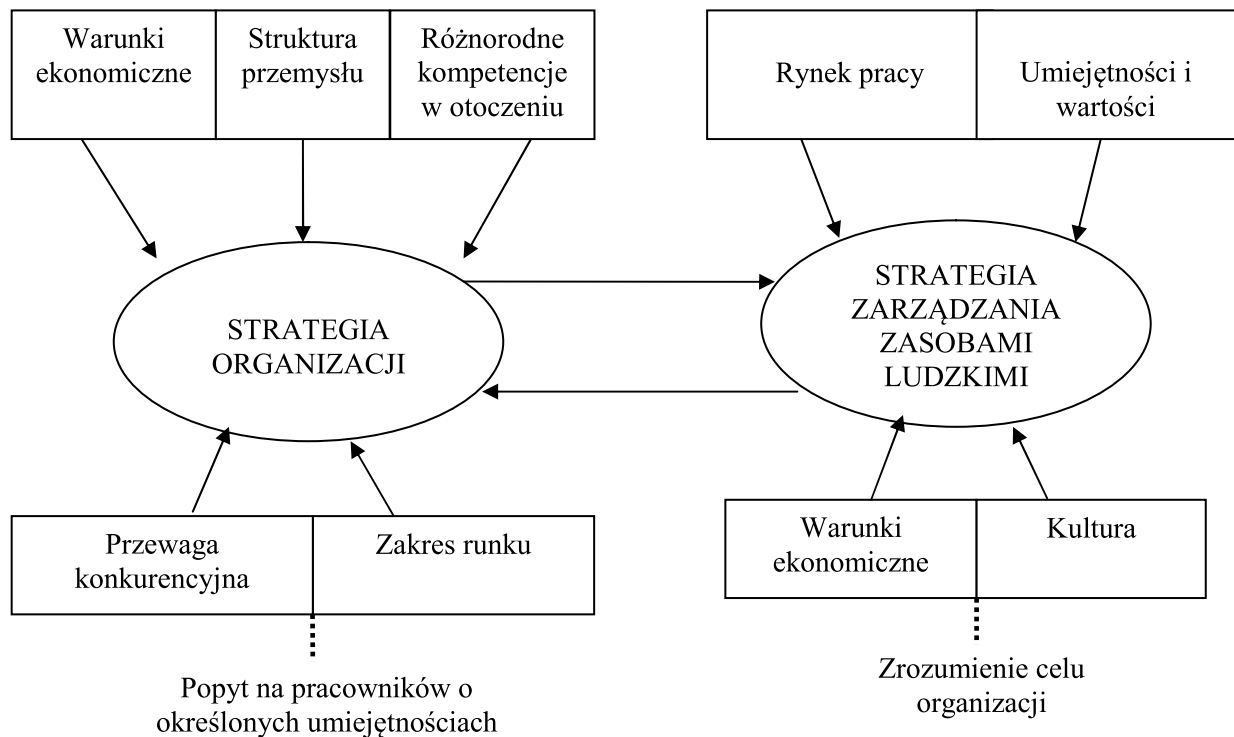 Warunki
ekonomiczne
Struktura
przemysłu
Różnorodne
kompetencje
w otoczeniu
Rynek pracy
Umiejętności i
wartości
STRATEGIA
ORGANIZACJI
STRATEGIA
ZARZĄDZANIA
ZASOBAMI
LUDZKIMI
Przewaga
konkurencyjna
Zakres runku
Warunki
ekonomiczne
Kultura
Popyt na pracowników o
określonych umiejętnościach
Zrozumienie celu
organizacji